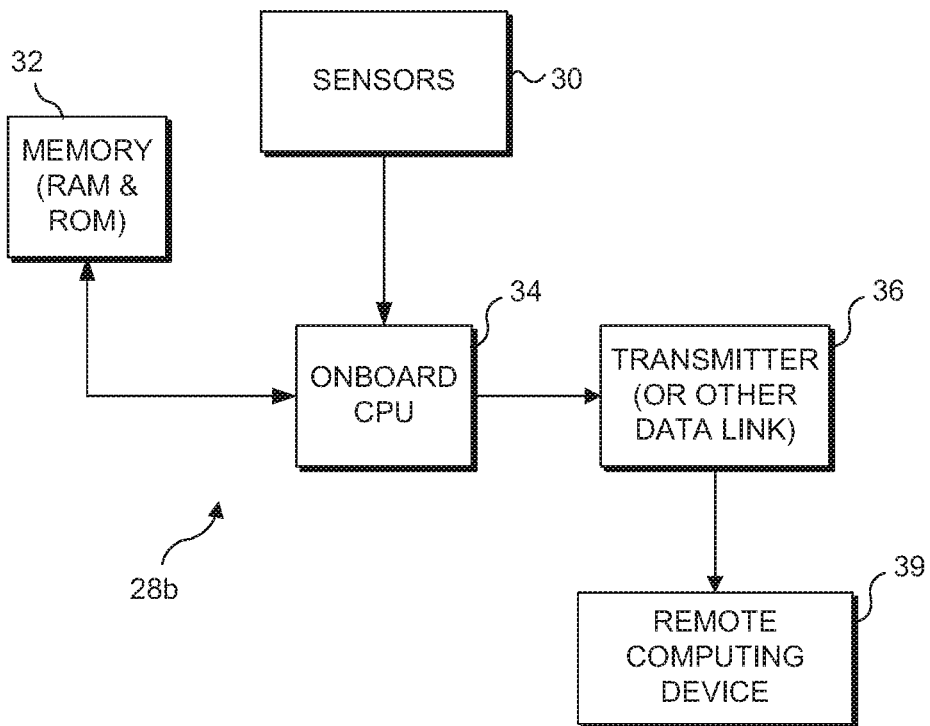 32
MEMORY
(RAM &
ROM)
SENSORS
30
34
ONBOARD
CPU
36
TRANSMITTER
(OR OTHER
DATA LINK)
28b
39
REMOTE
COMPUTING
DEVICE